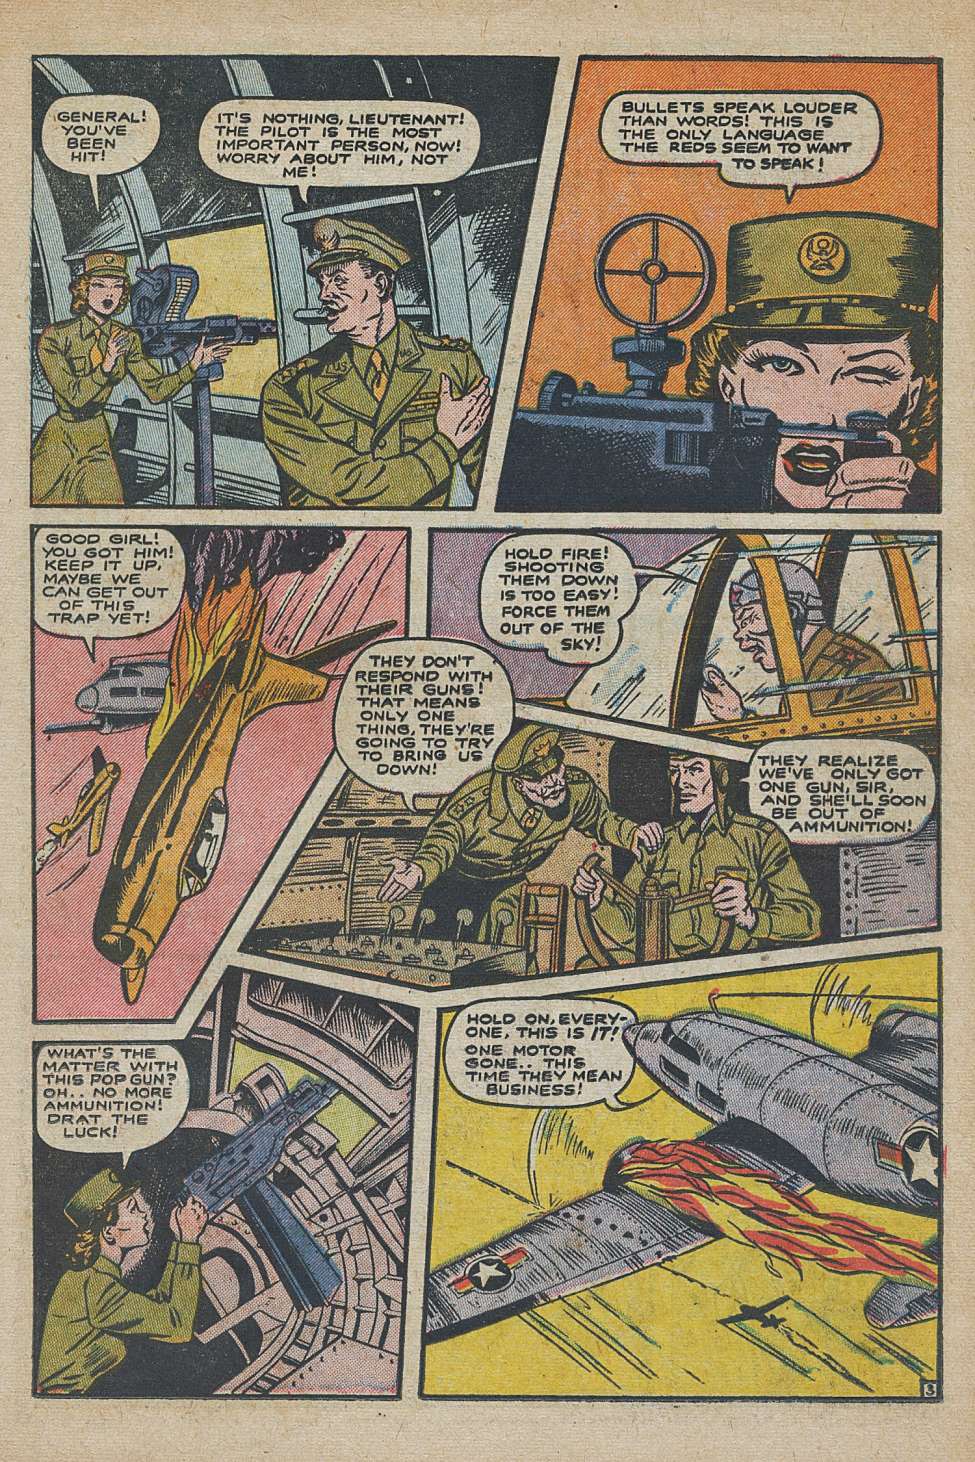 GENERAL!
YOU'VE
BEEN
HIT!
IT'S NOTHING, LIEUTENANT!
THE PILOT IS THE MOST
IMPORTANT PERSON, NOW!
WORRY ABOUT HIM, NOT
ME!
BULLETS SPEAK LOUDER
THAN WORDS! THIS IS
THE ONLY LANGUAGE
THE REDS SEEM TO WANT
TO SPEAK!
GOOD GIRL!
YOU GOT HIM!
KEEP IT UP,
MAYBE WE
CAN GET OUT
OF THIS
TRAP YET!
HOLD FIRE!
SHOOTING
THEM DOWN
IS TOO EASY!
FORCE THEM
OUT OF THE
SKY!
THEY DON'T
RESPOND WITH
THEIR GUNS!
THAT MEANS
ONLY ONE
THING, THEY'RE
GOING TO TRY
TO BRING US
DOWN!
THEY REALIZE
WE'VE ONLY GOT
ONE GUN, SIR,
AND SHE'LL SOON
BE OUT OF
AMMUNITION!
WHAT'S THE
MATTER WITH
THIS POP GUN?
OH.. NO MORE
AMMUNITION!
DRAT THE
LUCK!
HOLD ON, EVERY-
ONE, THIS IS IT!
ONE MOTOR
GONE.. THIS
TIME THEY MEAN
BUSINESS!
3